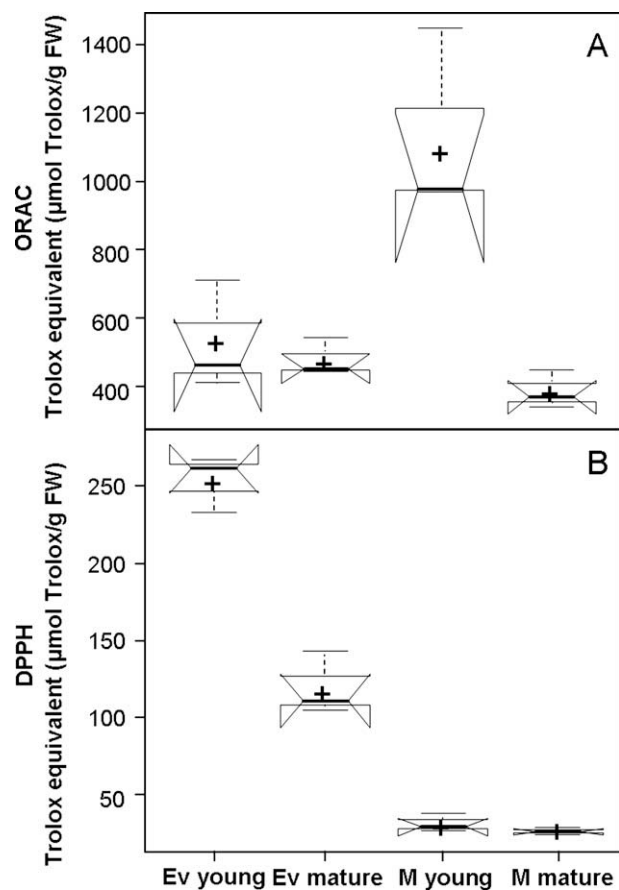 A
ORAC
Trolox equivalent (µmol Trolox/g FW)
1400
1200
1000
800
600
400
B
DPPH
Trolox equivalent (µmol Trolox/g FW)
250
200
150
100
50
Ev young Ev mature M young M mature